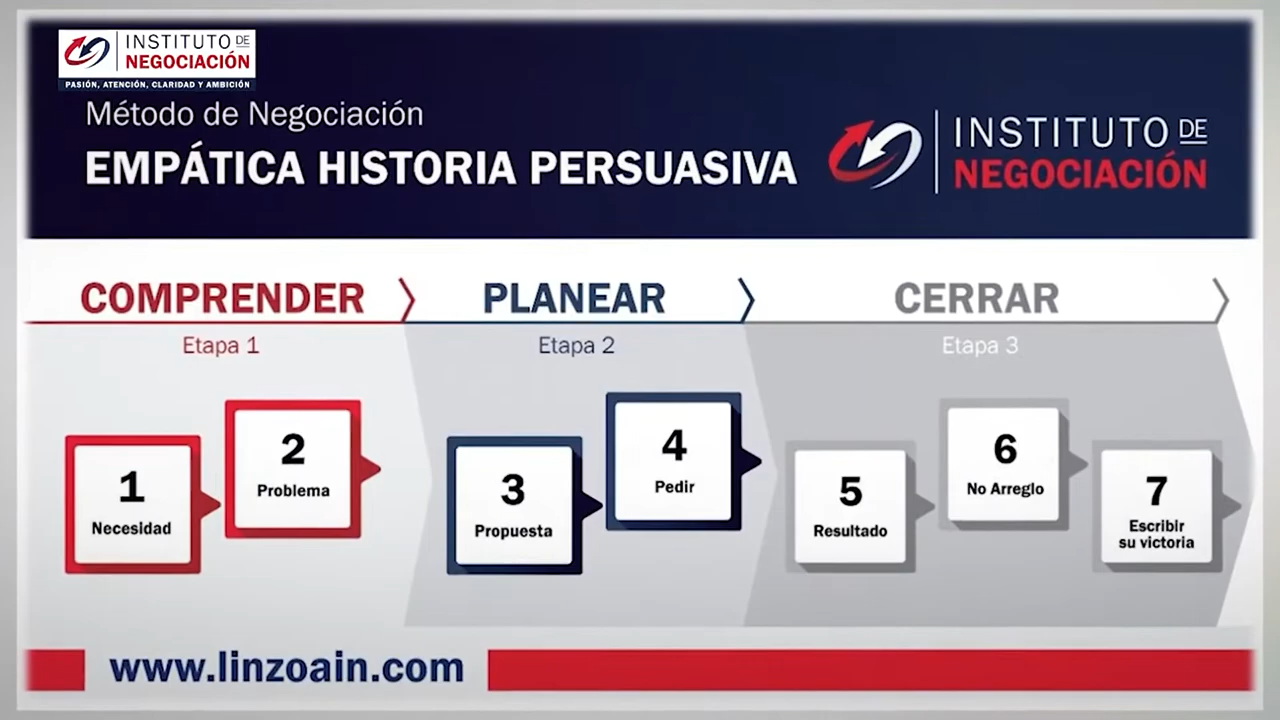 INSTITUTO DE
NEGOCIACIÓN
PASIÓN, ATENCIÓN, CLARIDAD Y AMBICIÓN
Método de Negociación
EMPÁTICA HISTORIA PERSUASIVA
INSTITUTO DE
NEGOCIACIÓN
COMPRENDER
Etapa 1
PLANEAR
Etapa 2
CERRAR
Etapa 3
1
Necesidad
2
Problema
3
Propuesta
4
Pedir
5
Resultado
6
No Arreglo
7
Escribir
su victoria
www.linzoain.com